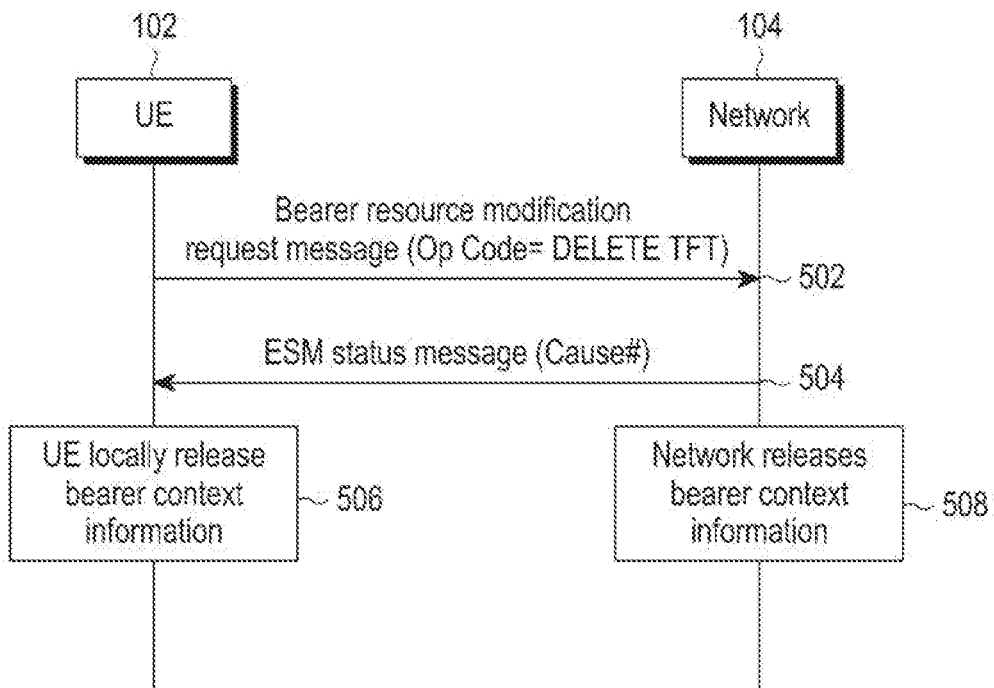 102
104
UE
Network
Bearer resource modification
request message (Op Code= DELETE TFT)
502
ESM status message (Cause#)
504
UE locally release
bearer context
information
506
Network releases
bearer context
information
508